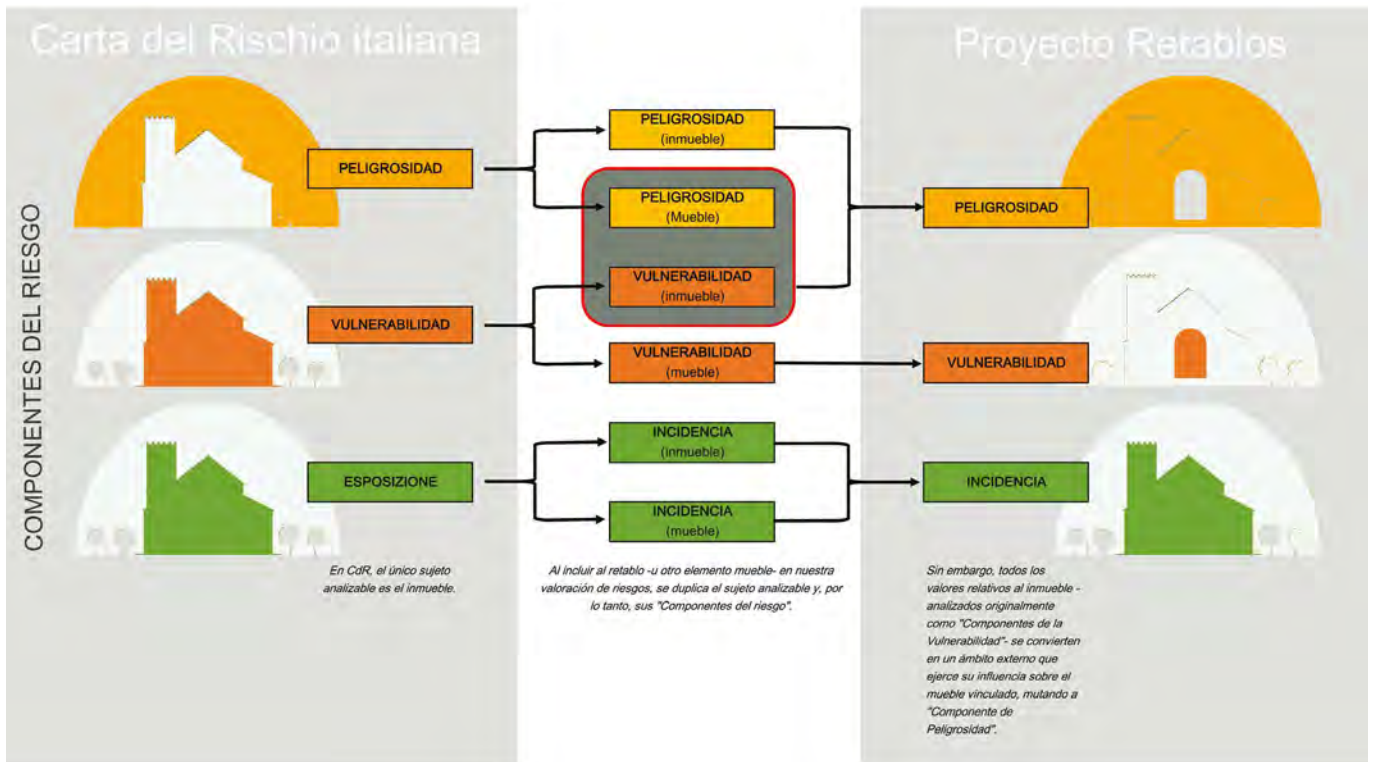 Carta del Rischio italiana
Proyecto Retablos
COMPONENTES DEL RIESGO
PELIGROSIDAD
VULNERABILIDAD
ESPOSIZIONE
En CdR, el único sujeto
analizable es el inmueble.
PELIGROSIDAD
(inmueble)
PELIGROSIDAD
(Mueble)
VULNERABILIDAD
(inmueble)
VULNERABILIDAD
(mueble)
INCIDENCIA
(inmueble)
INCIDENCIA
(mueble)
Al incluir al retablo -u otro elemento mueble- en nuestra
valoración de riesgos, se duplica el sujeto analizable y, por
lo tanto, sus "Componentes del riesgo".
PELIGROSIDAD
VULNERABILIDAD
INCIDENCIA
Sin embargo, todos los
valores relativos al inmueble -
analizados originalmente
como "Componentes de la
Vulnerabilidad"- se convierten
en un ámbito externo que
ejerce su influencia sobre el
mueble vinculado, mutando a
"Componente de
Peligrosidad".